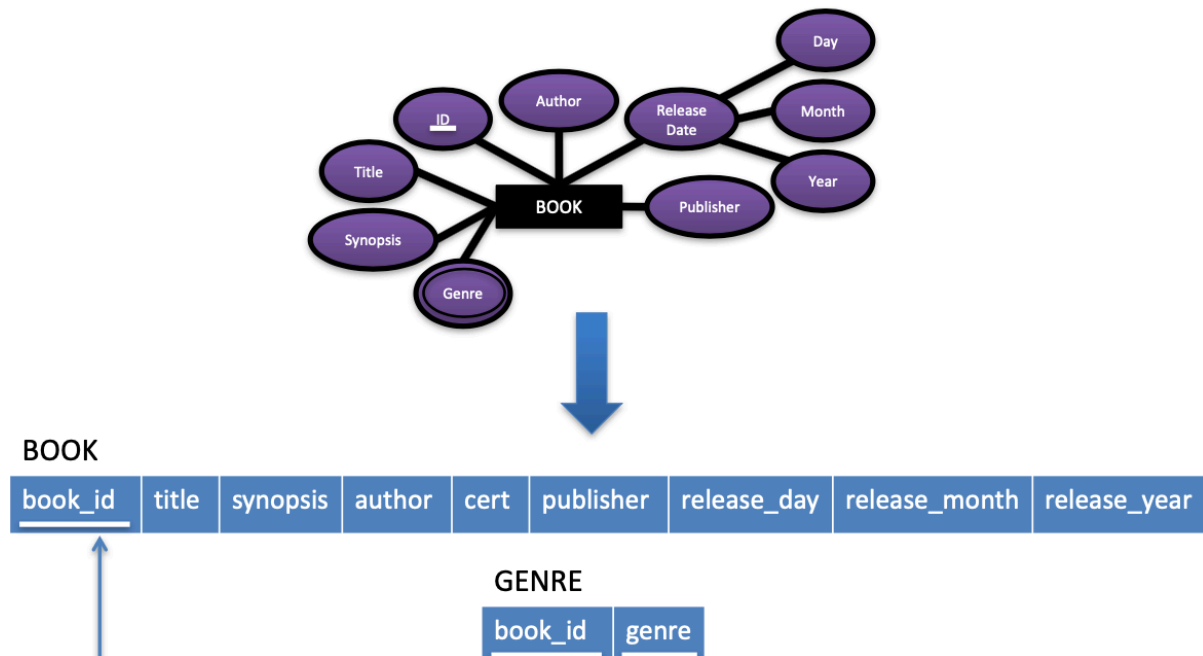 Day
Author
Release
Date
Month
ID
Title
Year
BOOK
Publisher
Synopsis
Genre
BOOK
book_id title synopsis author cert publisher release_day release_month release_year
GENRE
book_id genre